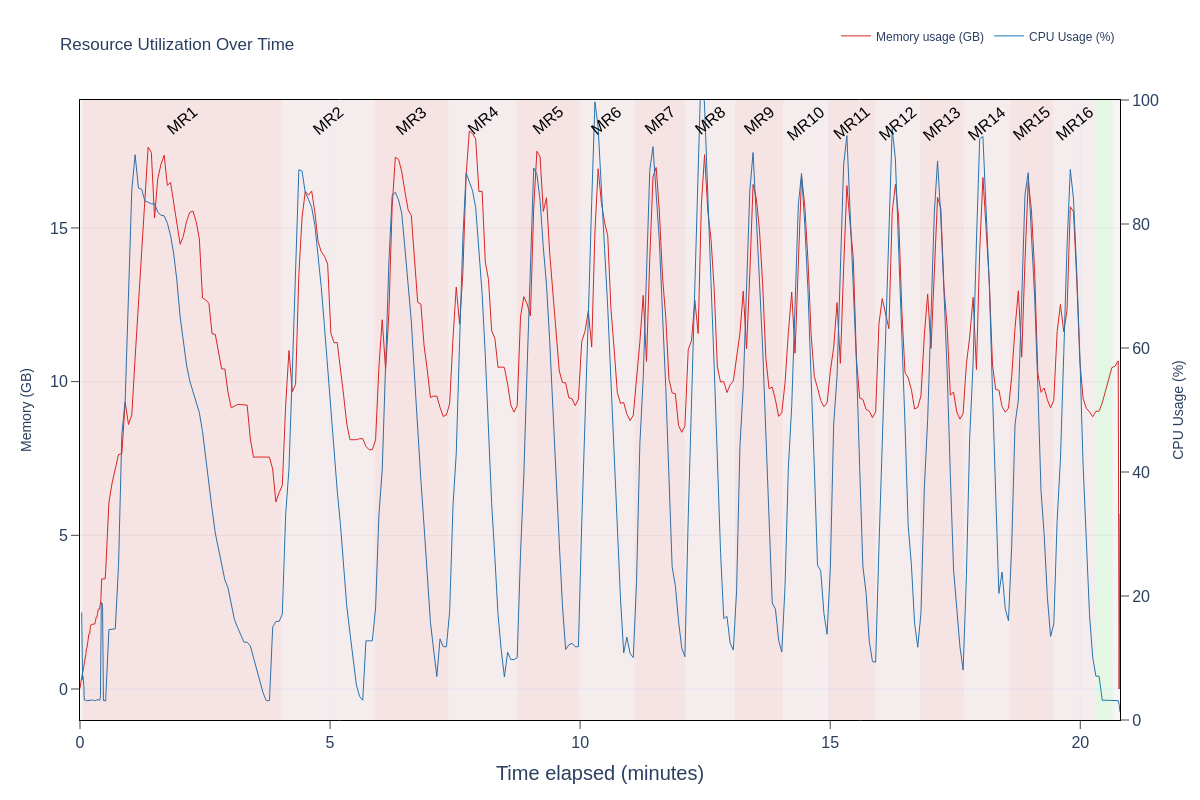 Resource Utilization Over Time
Memory usage (GB)
CPU Usage (%)
MR1
MR2
MR3
MR4
MR5
MR6
MR7
MR8
MR9
MR10
MR11
MR12
MR13
MR14
MR15
MR16
Memory (GB)
15
10
5
0
100
80
60
40
20
0
CPU Usage (%)
0
5
10
15
20
Time elapsed (minutes)